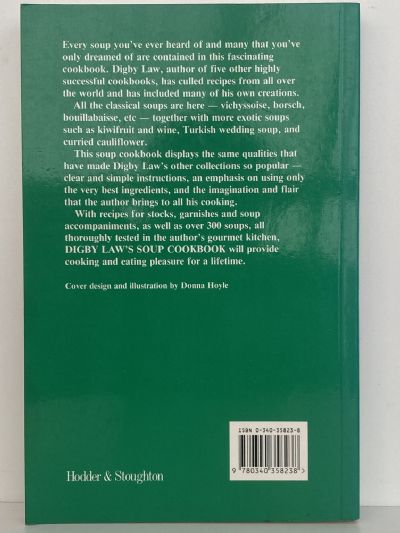 Every soup you've ever heard of and many that you've
only dreamed of are contained in this fascinating
cookbook. Digby Law, author of five other highly
successful cookbooks, has culled recipes from all over
the world and has included many of his own creations.
All the classical soups are here — vichyssoise, borsch,
bouillabaisse, etc — together with more exotic soups
such as kiwifruit and wine, Turkish wedding soup, and
curried cauliflower.
This soup cookbook displays the same qualities that
have made Digby Law's other collections so popular —
clear and simple instructions, an emphasis on using only
the very best ingredients, and the imagination and flair
that the author brings to all his cooking.
With recipes for stocks, garnishes and soup
accompaniments, as well as over 300 soups, all
thoroughly tested in the author's gourmet kitchen,
DIGBY LAW'S SOUP COOKBOOK will provide
cooking and eating pleasure for a lifetime.
Cover design and illustration by Donna Hoyle
ISBN 0-340-35823-8
9 780340 358238 >
Hodder & Stoughton